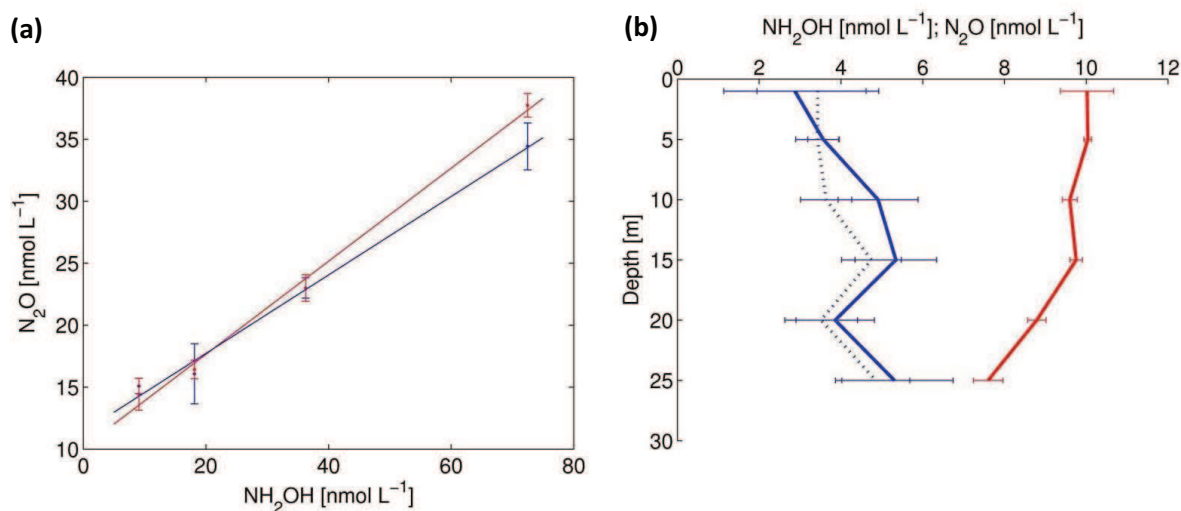 (a)
40
35
30
25
20
15
10
N₂O [nmol L⁻¹]
0 20 40 60 80
NH₂OH [nmol L⁻¹]
(b)
NH₂OH [nmol L⁻¹]; N₂O [nmol L⁻¹]
0 2 4 6 8 10 12
0
5
10
15
20
25
30
Depth [m]